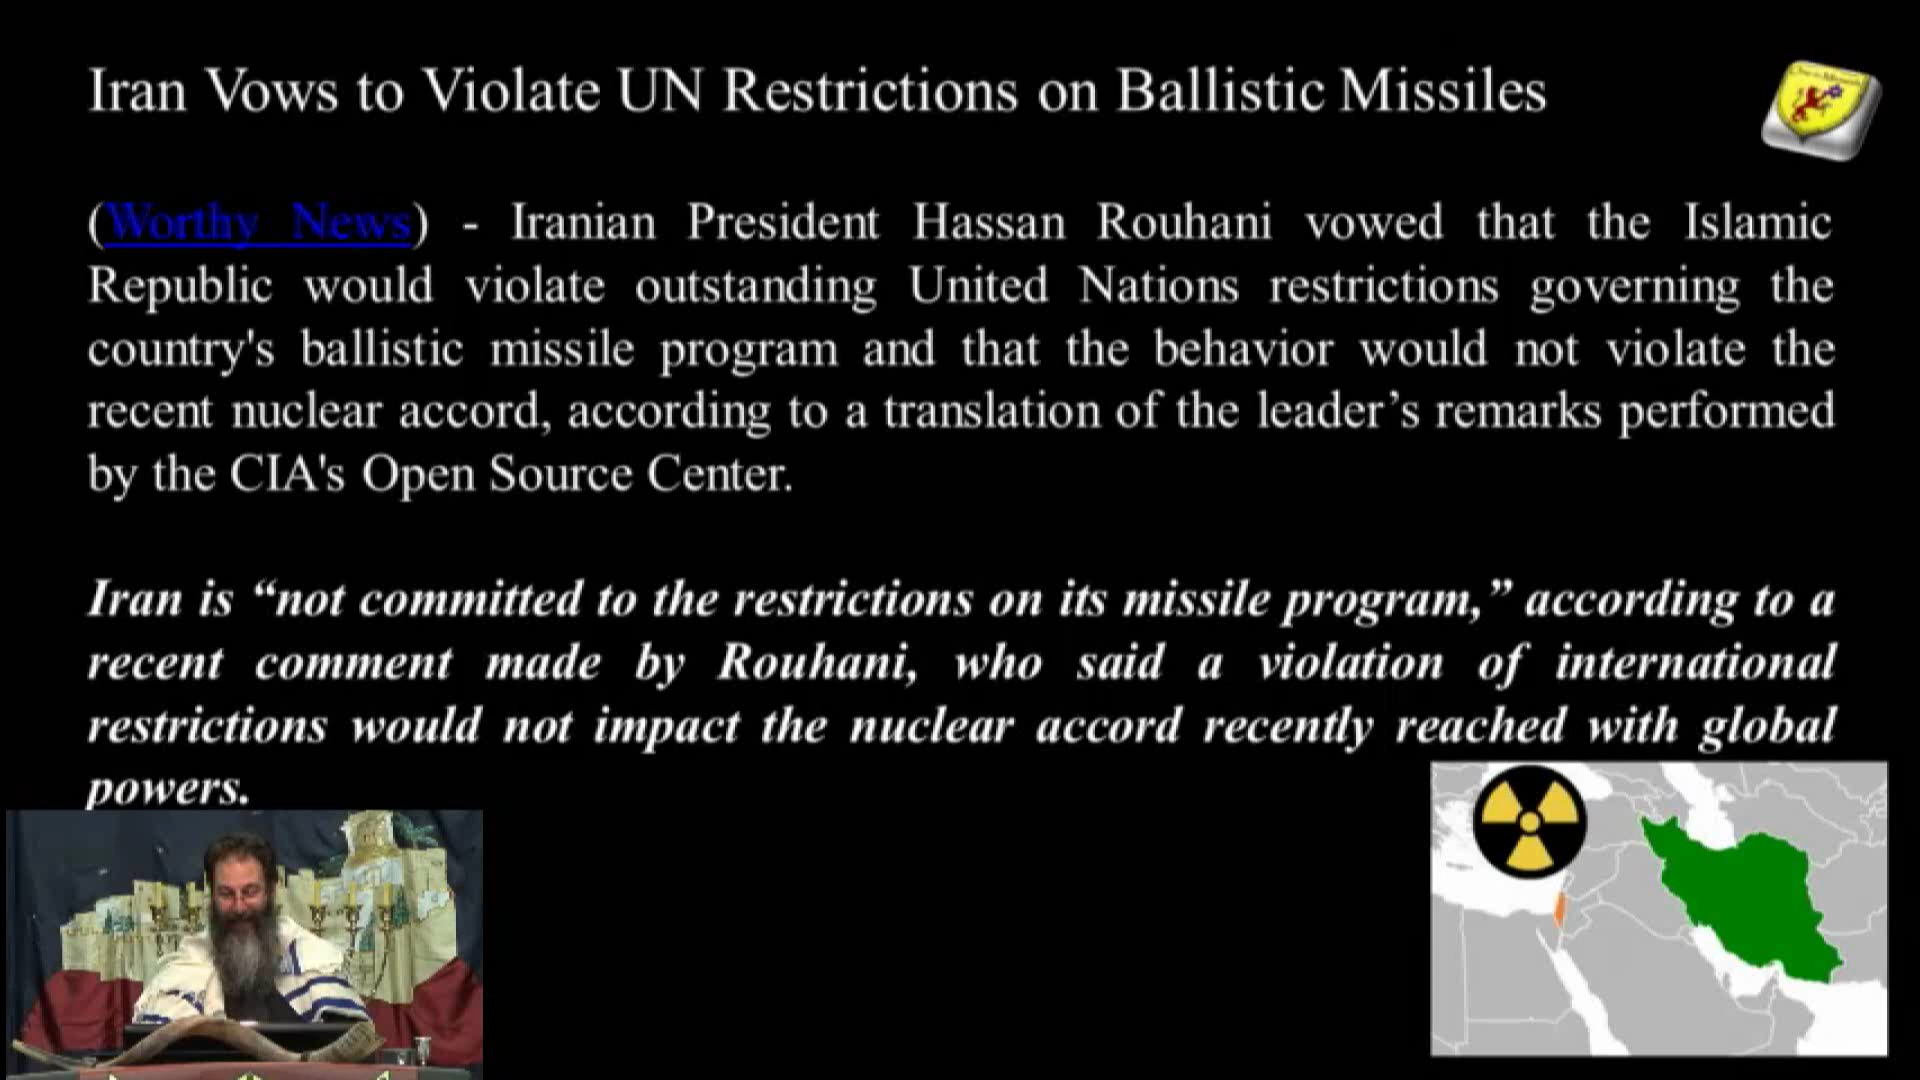 Iran Vows to Violate UN Restrictions on Ballistic Missiles
(Worthy News) - Iranian President Hassan Rouhani vowed that the Islamic
Republic would violate outstanding United Nations restrictions governing the
country's ballistic missile program and that the behavior would not violate the
recent nuclear accord, according to a translation of the leader’s remarks performed
by the CIA's Open Source Center.
Iran is “not committed to the restrictions on its missile program,” according to a
recent comment made by Rouhani, who said a violation of international
restrictions would not impact the nuclear accord recently reached with global
powers.